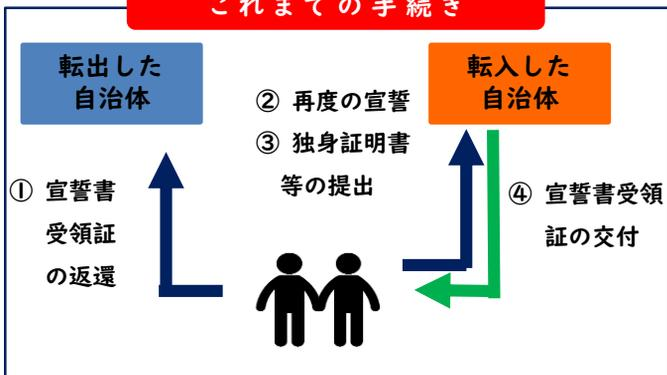 これまでの手続き
転出した
自治体
転入した
自治体
② 再度の宣誓
③ 独身証明書
等の提出
① 宣誓書
受領証
の返還
④ 宣誓書受領
証の交付